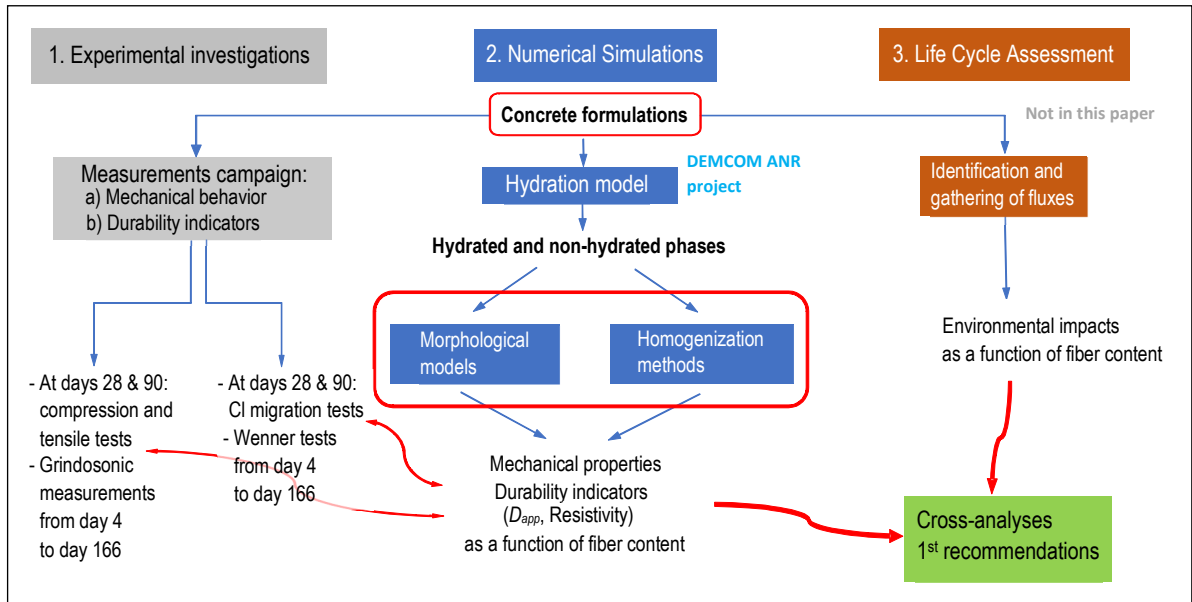 1. Experimental investigations
2. Numerical Simulations
3. Life Cycle Assessment
Concrete formulations
Not in this paper
Measurements campaign:
a) Mechanical behavior
b) Durability indicators
DEMCOM ANR
project
Hydration model
Identification and
gathering of fluxes
Hydrated and non-hydrated phases
Morphological
models
Homogenization
methods
Environmental impacts
as a function of fiber content
- At days 28 & 90:
compression and
tensile tests
- Grindosonic
measurements
from day 4
to day 166
- At days 28 & 90:
Cl migration tests
- Wenner tests
from day 4
to day 166
Mechanical properties
Durability indicators
(Dapp, Resistivity)
as a function of fiber content
Cross-analyses
1st recommendations